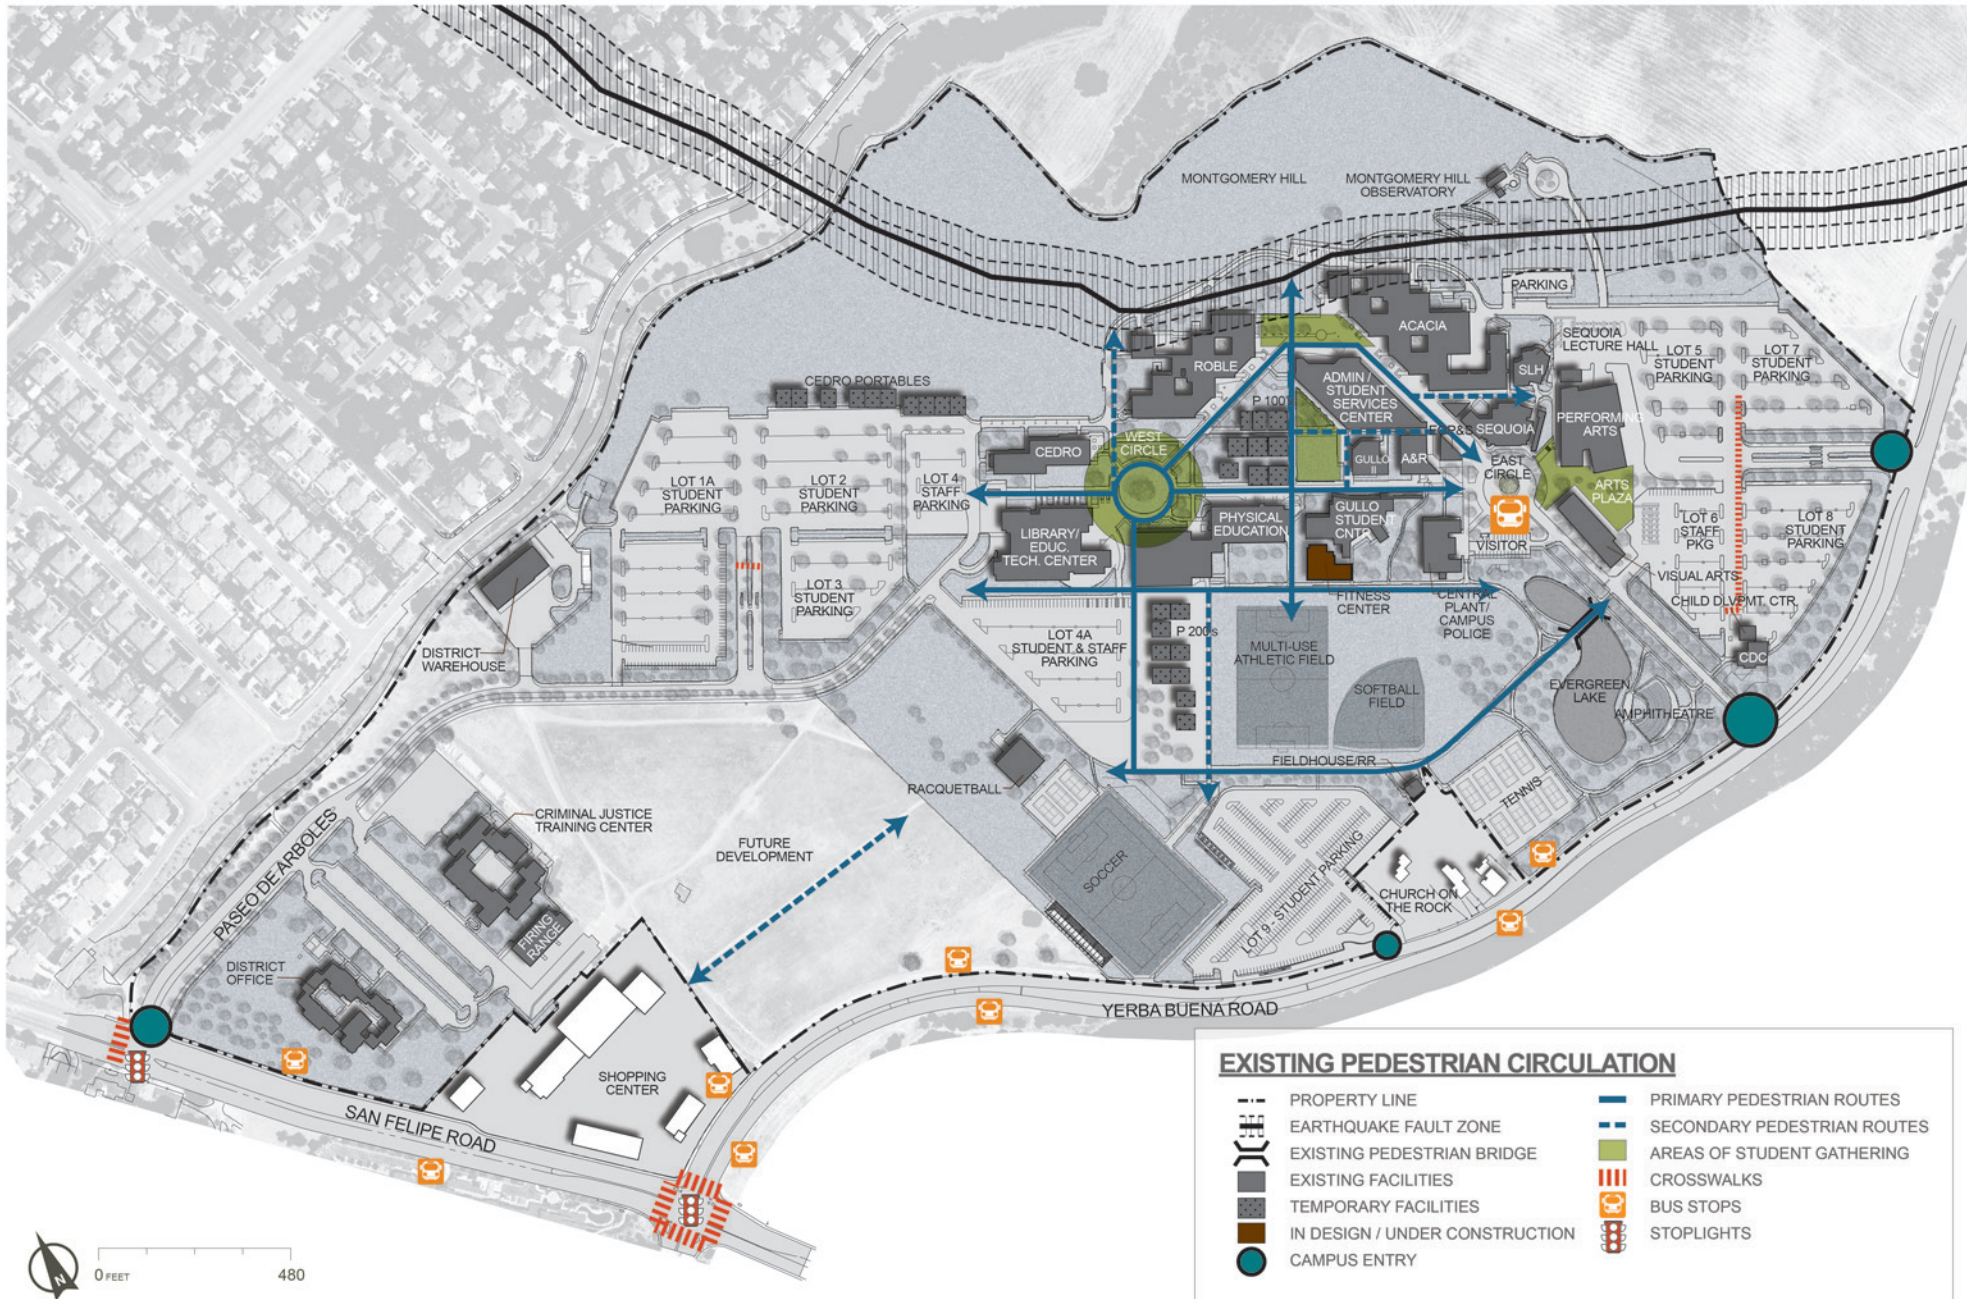 MONTGOMERY HILL
MONTGOMERY HILL
OBSERVATORY
PARKING
ACACIA
SEQUOIA
LECTURE HALL
LOT 5
STUDENT
PARKING
LOT 7
STUDENT
PARKING
ROBLE
SLH
ADMIN /
STUDENT
SERVICES
CENTER
CEDRO PORTABLES
P 100's
PERFORMING
ARTS
SEQUOIA
WEST
CIRCLE
CEDRO
GULLO
II
A&R
EAST
CIRCLE
ARTS
PLAZA
LOT 1A
STUDENT
PARKING
LOT 2
STUDENT
PARKING
LOT 4
STAFF
PARKING
LIBRARY/
EDUC.
TECH. CENTER
PHYSICAL
EDUCATION
GULLO
STUDENT
CNTR
VISITOR
LOT 6
STAFF
PKG
LOT 8
STUDENT
PARKING
VISUAL ARTS
CHILD DLVPMT. CTR
LOT 3
STUDENT
PARKING
FITNESS
CENTER
CENTRAL
PLANT/
CAMPUS
POLICE
DISTRICT
WAREHOUSE
LOT 4A
STUDENT & STAFF
PARKING
P 200's
MULTI-USE
ATHLETIC FIELD
CDC
SOFTBALL
FIELD
EVERGREEN
LAKE
AMPHITHEATRE
FIELDHOUSE/RR
RACQUETBALL
TENNIS
CRIMINAL JUSTICE
TRAINING CENTER
FUTURE
DEVELOPMENT
PASEO DE ARBOLES
SOCCER
LOT 9 - STUDENT PARKING
CHURCH ON
THE ROCK
FIRING
RANGE
DISTRICT
OFFICE
YERBA BUENA ROAD
SHOPPING
CENTER
SAN FELIPE ROAD
EXISTING PEDESTRIAN CIRCULATION
PROPERTY LINE
EARTHQUAKE FAULT ZONE
EXISTING PEDESTRIAN BRIDGE
EXISTING FACILITIES
TEMPORARY FACILITIES
IN DESIGN / UNDER CONSTRUCTION
CAMPUS ENTRY
PRIMARY PEDESTRIAN ROUTES
SECONDARY PEDESTRIAN ROUTES
AREAS OF STUDENT GATHERING
CROSSWALKS
BUS STOPS
STOPLIGHTS
N
0 FEET
480